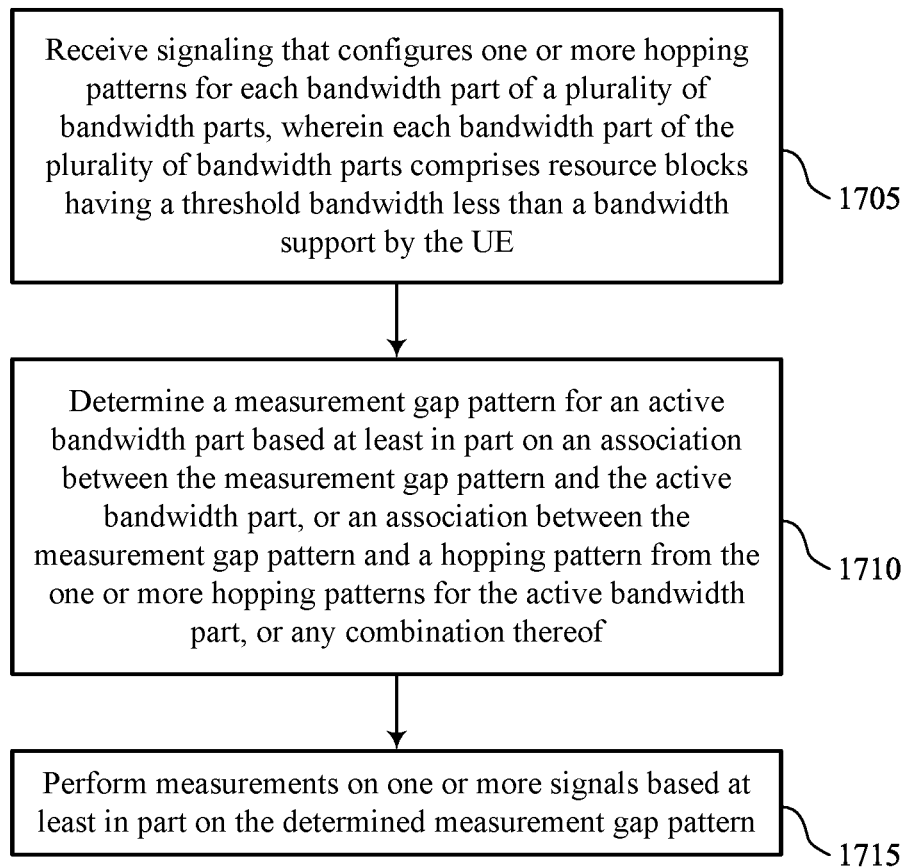 Receive signaling that configures one or more hopping
patterns for each bandwidth part of a plurality of
bandwidth parts, wherein each bandwidth part of the
plurality of bandwidth parts comprises resource blocks
having a threshold bandwidth less than a bandwidth
support by the UE
1705
Determine a measurement gap pattern for an active
bandwidth part based at least in part on an association
between the measurement gap pattern and the active
bandwidth part, or an association between the
measurement gap pattern and a hopping pattern from the
one or more hopping patterns for the active bandwidth
part, or any combination thereof
1710
Perform measurements on one or more signals based at
least in part on the determined measurement gap pattern
1715